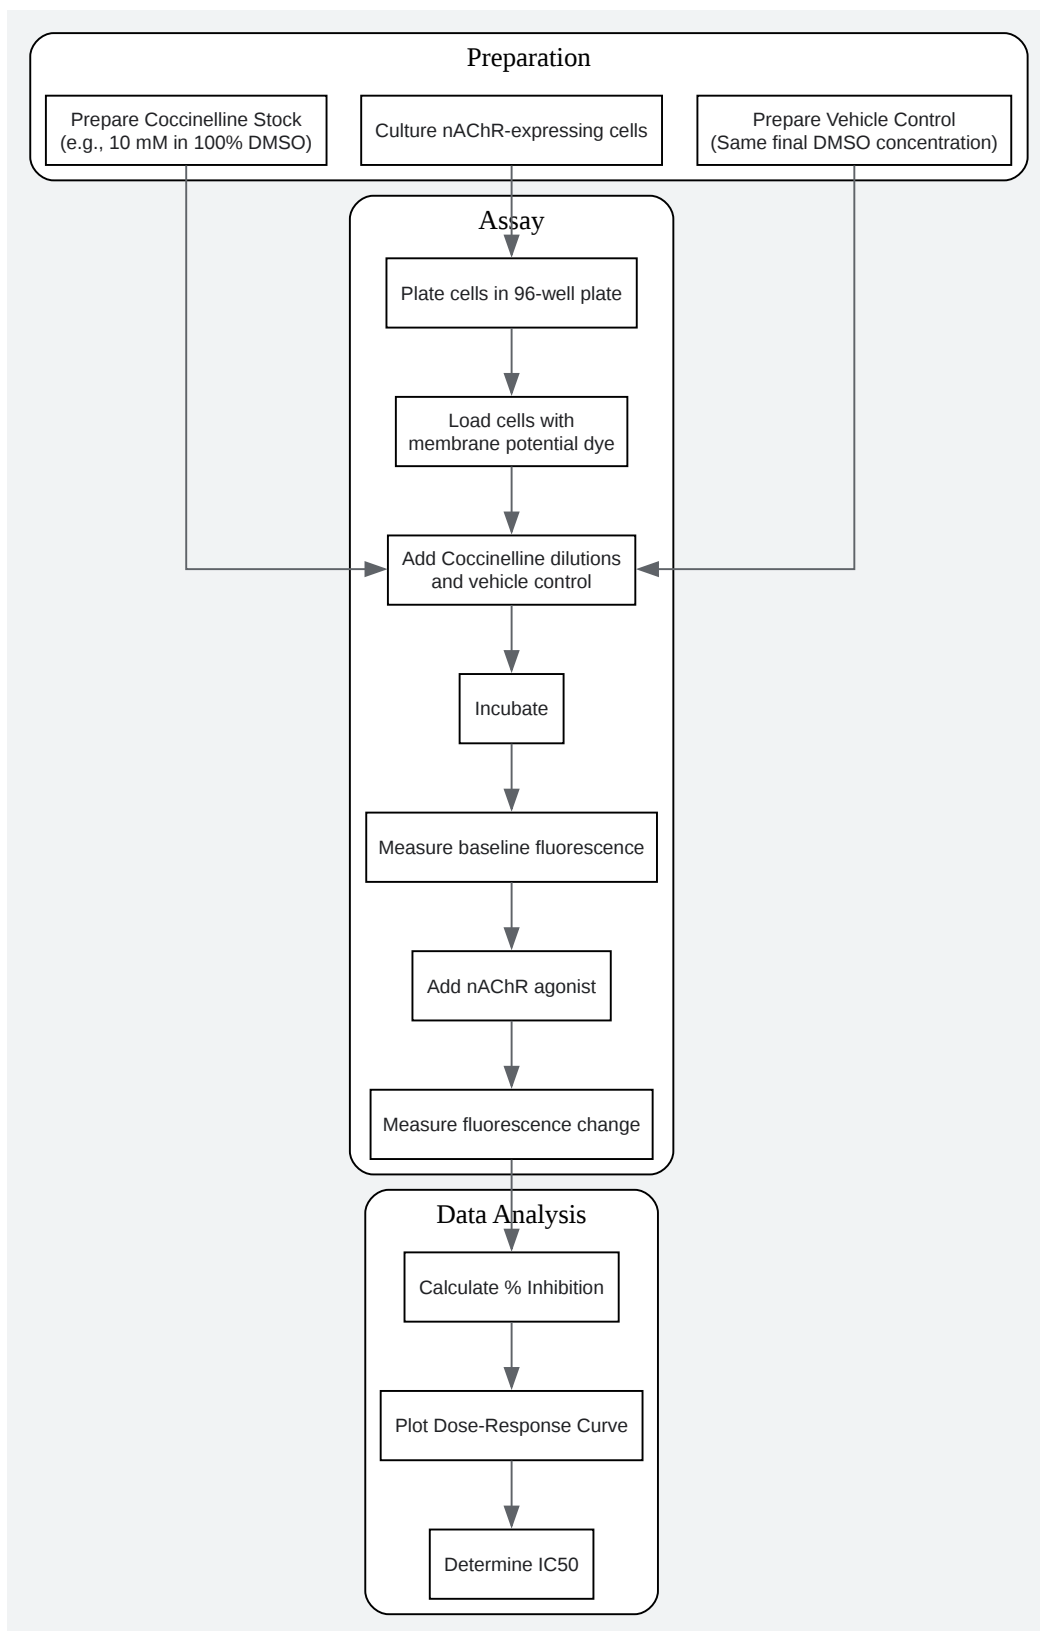 Preparation
Prepare Coccinelline Stock
(e.g., 10 mM in 100% DMSO)
Culture nAChR-expressing cells
Prepare Vehicle Control
(Same final DMSO concentration)
Assay
Plate cells in 96-well plate
Load cells with
membrane potential dye
Add Coccinelline dilutions
and vehicle control
Incubate
Measure baseline fluorescence
Add nAChR agonist
Measure fluorescence change
Data Analysis
Calculate % Inhibition
Plot Dose-Response Curve
Determine IC50